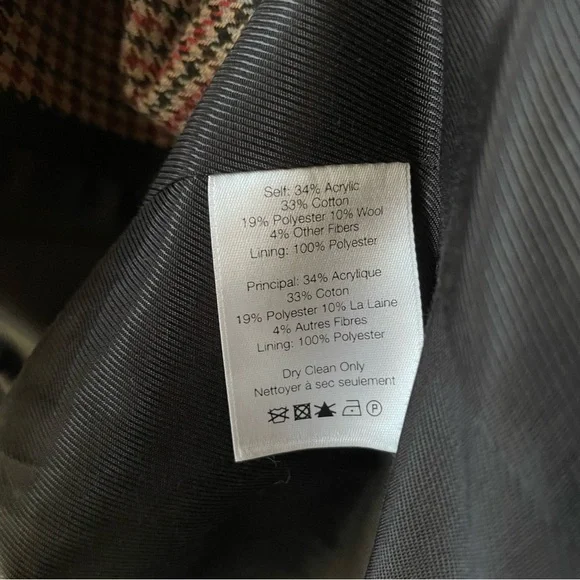 Self: 34% Acrylic
33% Cotton
19% Polyester 10% Wool
4% Other Fibers
Lining: 100% Polyester
Principal: 34% Acrylique
33% Coton
19% Polyester 10% La Laine
4% Autres Fibres
Lining: 100% Polyester
Dry Clean Only
Nettoyer à sec seulement
P